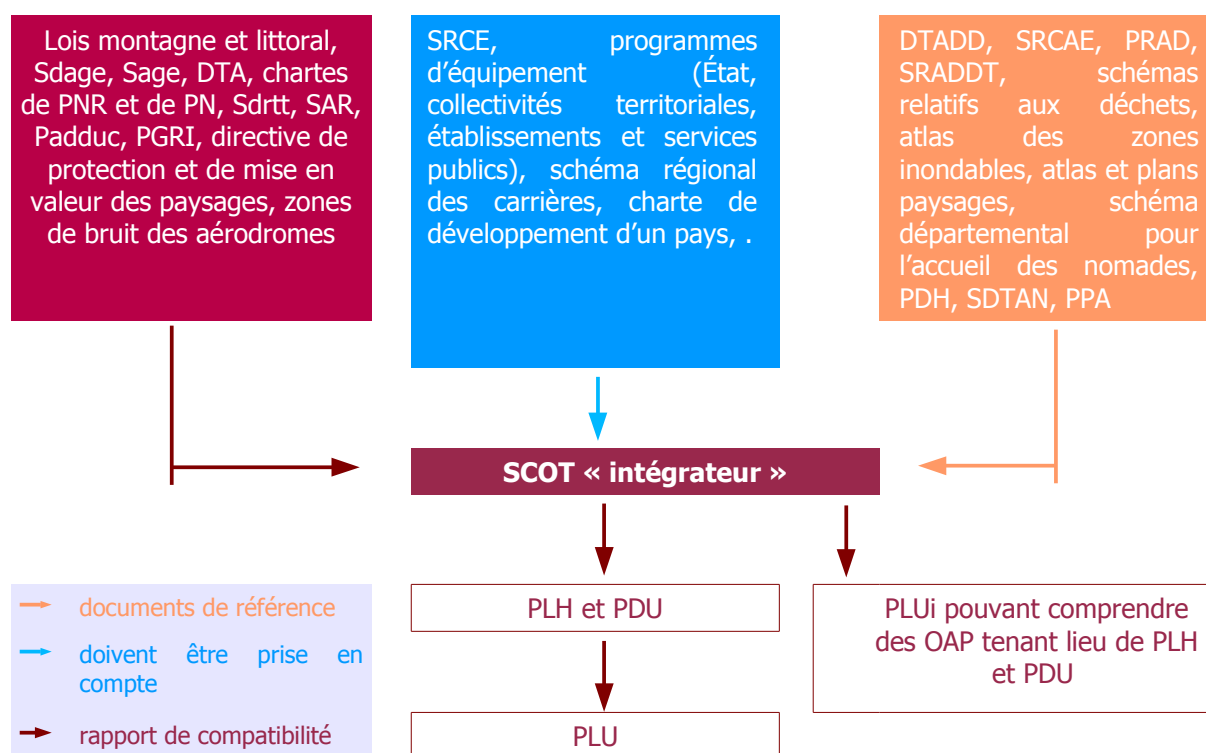 Lois montagne et littoral,
Sdage, Sage, DTA, chartes
de PNR et de PN, Sdrtt, SAR,
Padduc, PGRI, directive de
protection et de mise en
valeur des paysages, zones
de bruit des aérodromes
SRCE, programmes
d’équipement (État,
collectivités territoriales,
établissements et services
publics), schéma régional
des carrières, charte de
développement d’un pays, .
DTADD, SRCAE, PRAD,
SRADDT, schémas
relatifs aux déchets,
atlas des zones
inondables, atlas et plans
paysages, schéma
départemental pour
l’accueil des nomades,
PDH, SDTAN, PPA
SCOT « intégrateur »
PLH et PDU
PLU
PLUi pouvant comprendre
des OAP tenant lieu de PLH
et PDU
documents de référence
doivent être prise en
compte
rapport de compatibilité